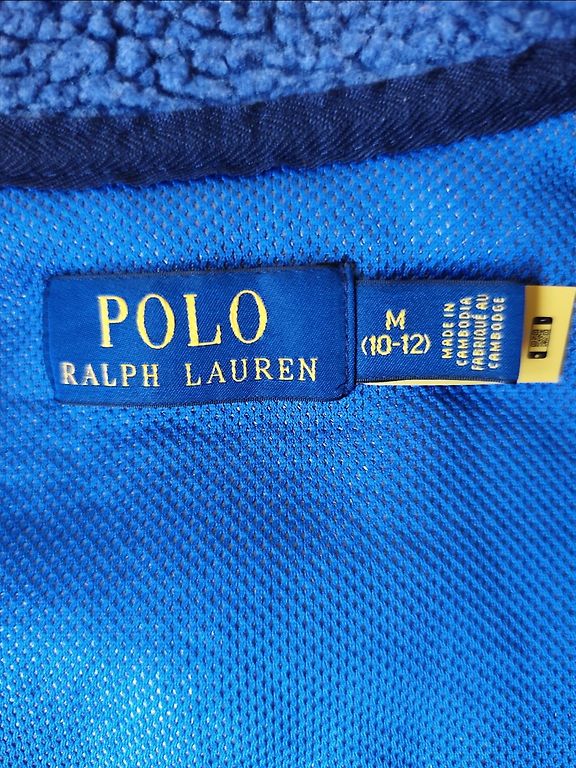 POLO
RALPH LAUREN
M
(10-12)
MADE IN
CAMBODIA
FABRIQUÉ AU
CAMBODGE